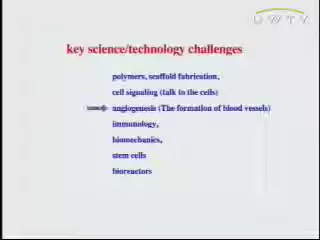 UWTV
key science/technology challenges
polymers, scaffold fabrication,
cell signaling (talk to the cells)
angiogenesis (The formation of blood vessels)
immunology,
biomechanics,
stem cells
bioreactors